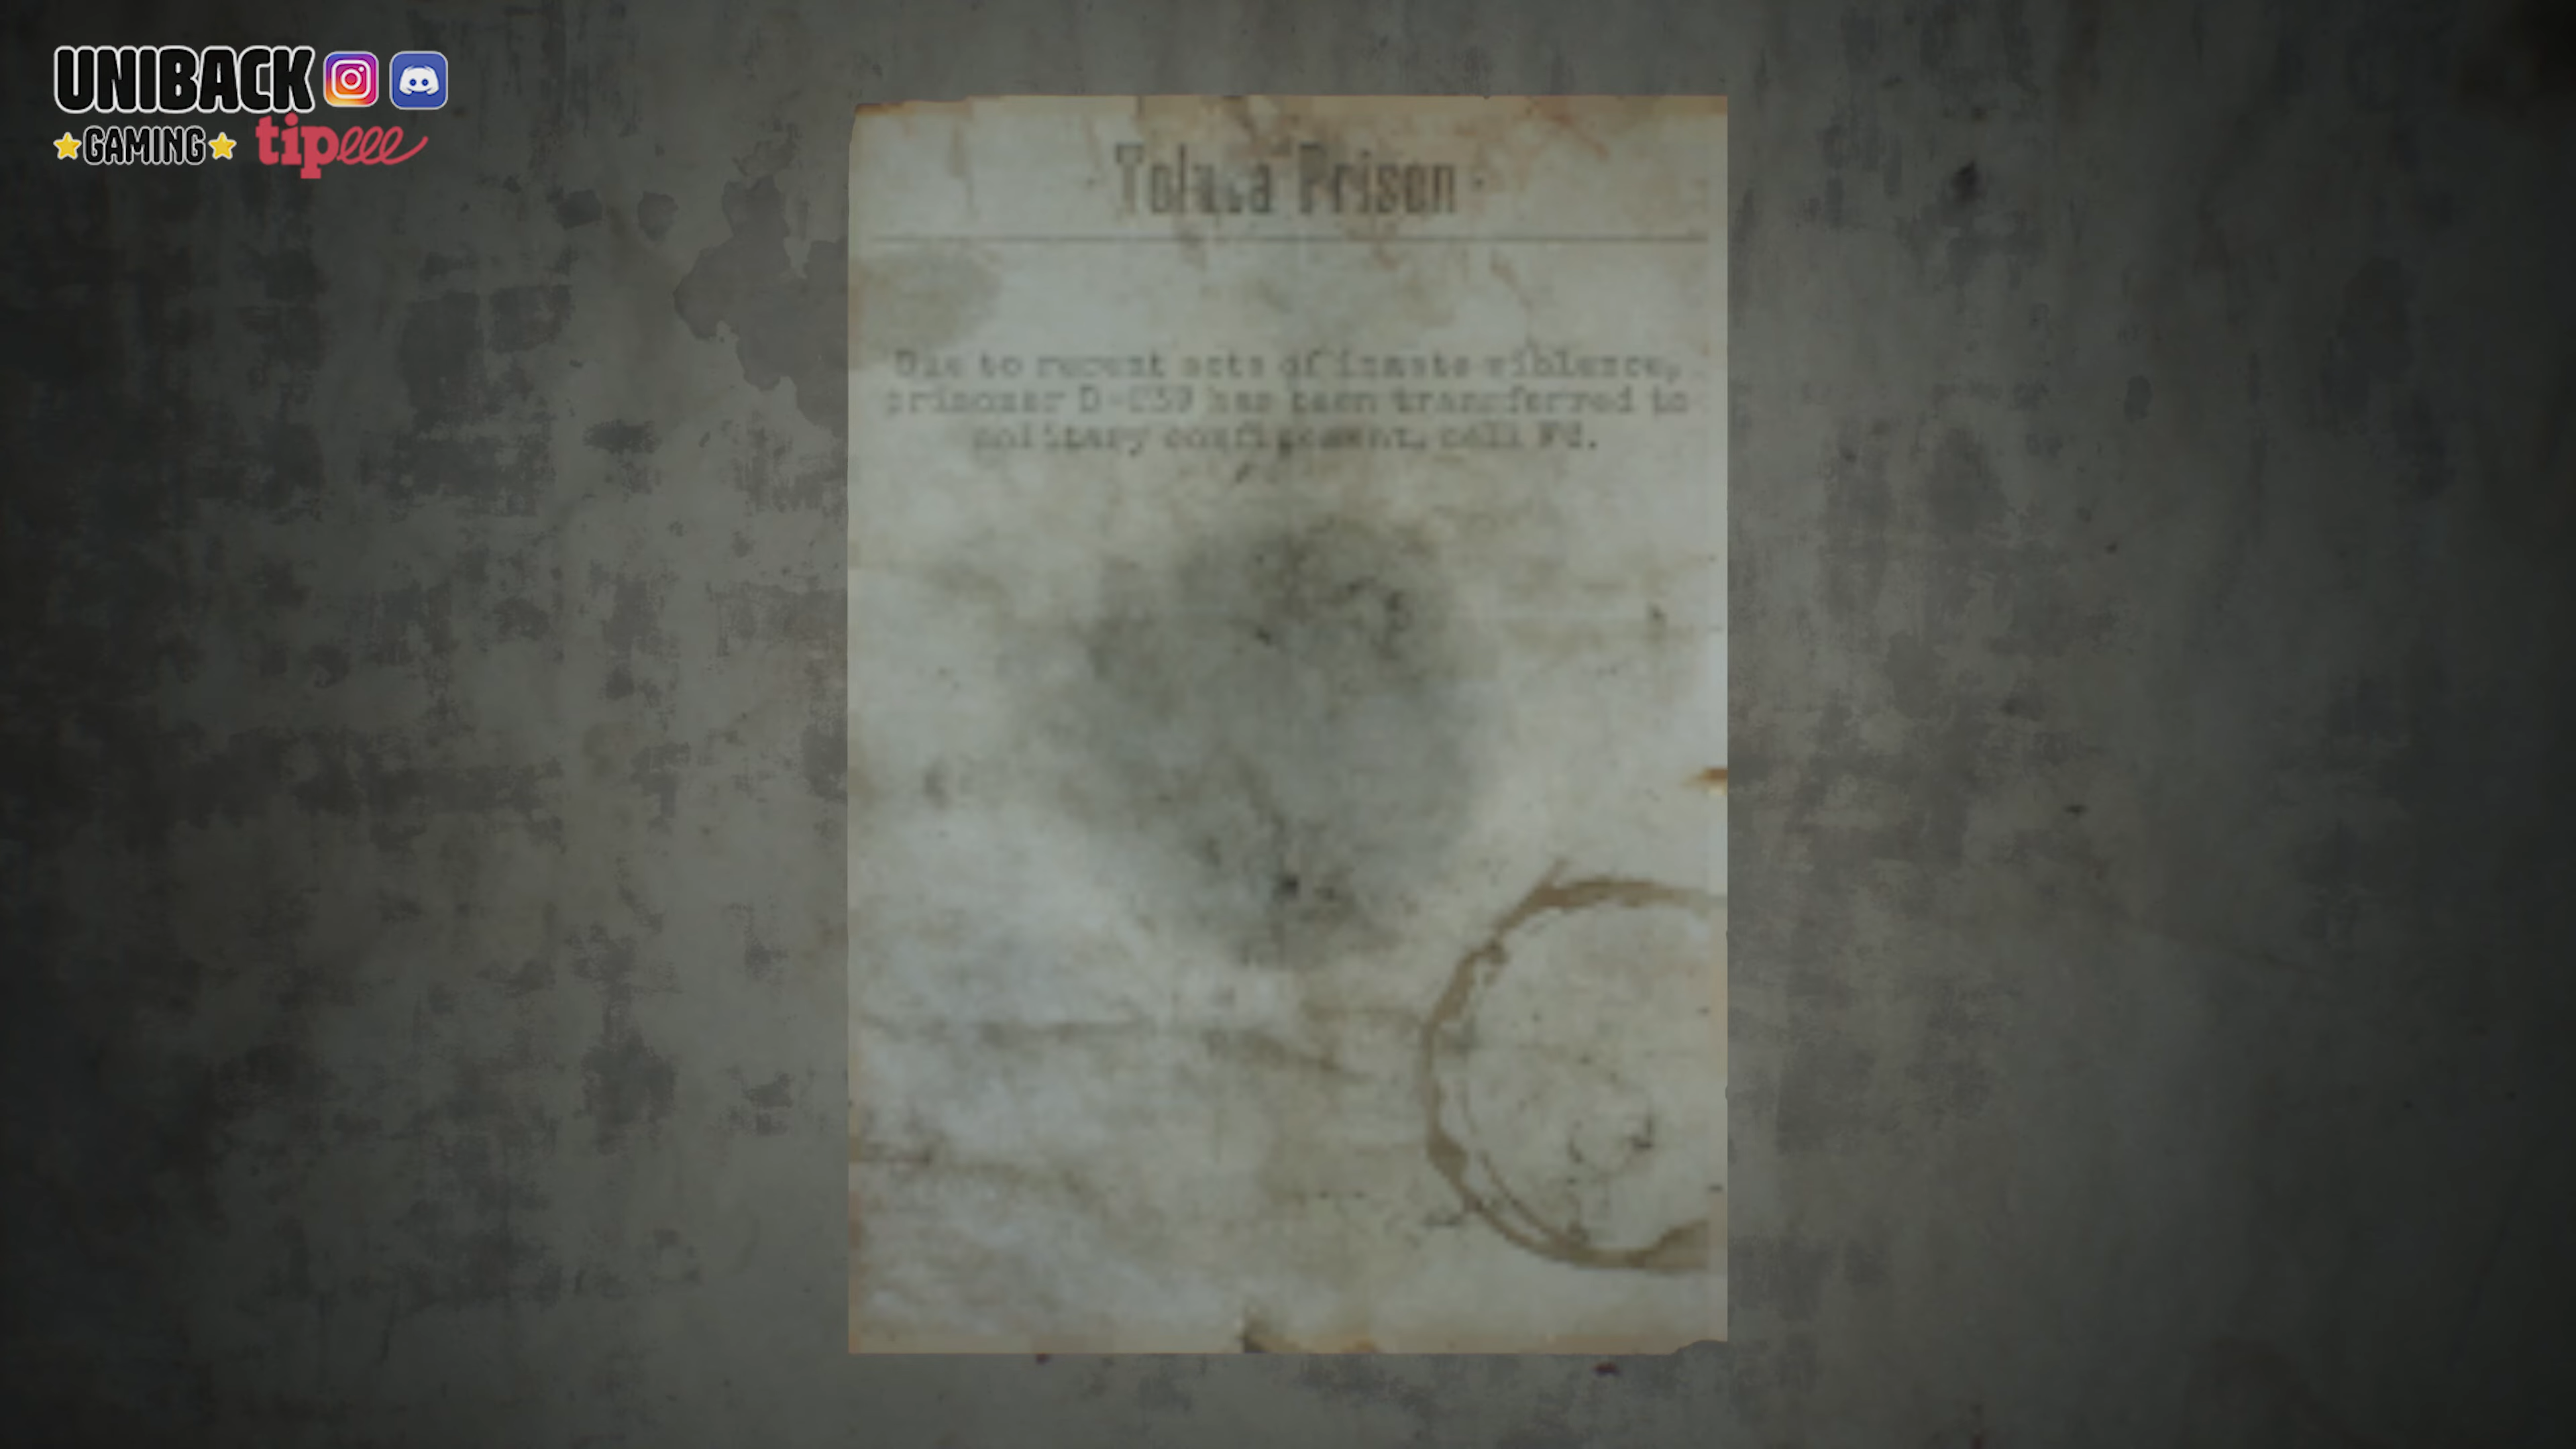 UNIBACK
GAMING tipeee
Toluca Prison
Due to recent acts of inmate violence,
prisoner has been transferred to
solitary confinement, cell